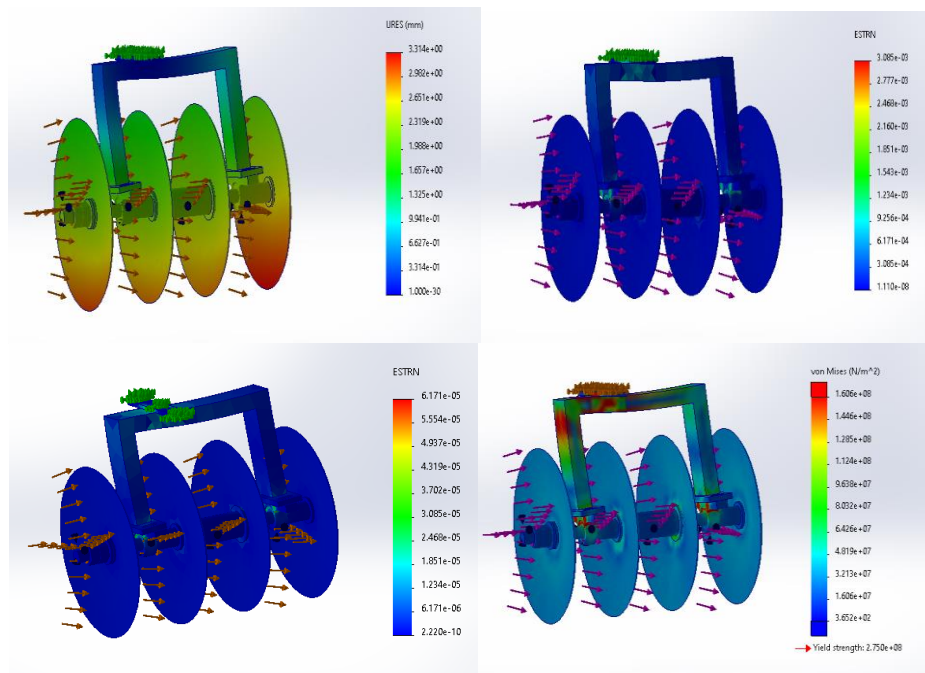 URES (mm)
3.314e+00
2.982e+00
2.651e+00
2.319e+00
1.988e+00
1.657e+00
1.325e+00
9.941e-01
6.627e-01
3.314e-01
1.000e-30
ESTRN
3.085e-03
2.777e-03
2.468e-03
2.160e-03
1.851e-03
1.543e-03
1.234e-03
9.256e-04
6.171e-04
3.085e-04
1.110e-08
ESTRN
6.171e-05
5.554e-05
4.937e-05
4.319e-05
3.702e-05
3.085e-05
2.468e-05
1.851e-05
1.234e-05
6.171e-06
2.220e-10
von Mises (N/m^2)
1.606e+08
1.446e+08
1.285e+08
1.124e+08
9.638e+07
8.032e+07
6.426e+07
4.819e+07
3.213e+07
1.606e+07
3.652e+02
Yield strength: 2.750e+08